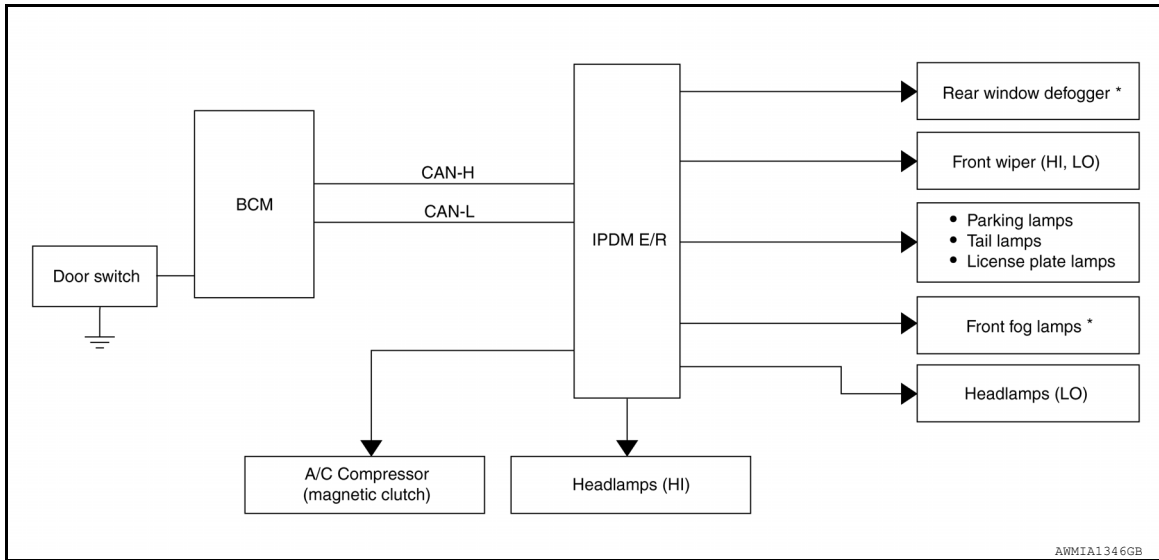 Rear window defogger *
CAN-H
Front wiper (HI, LO)
BCM
CAN-L
IPDM E/R
• Parking lamps
• Tail lamps
• License plate lamps
Door switch
Front fog lamps *
Headlamps (LO)
A/C Compressor
(magnetic clutch)
Headlamps (HI)
AWMIA1346GB